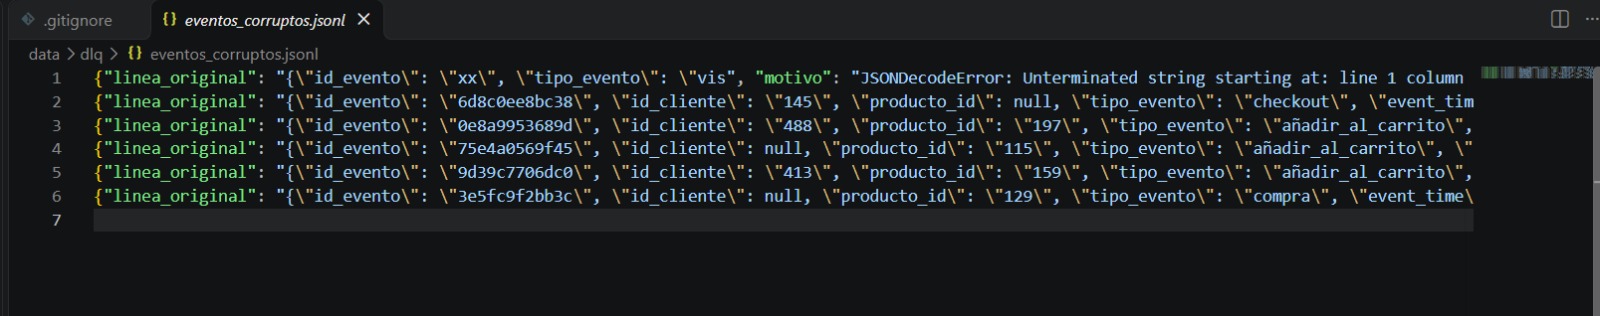 .gitignore
{} eventos_corruptos.jsonl
data > dlq > {} eventos_corruptos.jsonl
1 {"linea_original": "{\"id_evento\": \"xx\", \"tipo_evento\": \"vis", "motivo": "JSONDecodeError: Unterminated string starting at: line 1 column
2 {"linea_original": "{\"id_evento\": \"6d8c0ee8bc38\", \"id_cliente\": \"145\", \"producto_id\": null, \"tipo_evento\": \"checkout\", \"event_tim
3 {"linea_original": "{\"id_evento\": \"0e8a9953689d\", \"id_cliente\": \"488\", \"producto_id\": \"197\", \"tipo_evento\": \"añadir_al_carrito\",
4 {"linea_original": "{\"id_evento\": \"75e4a0569f45\", \"id_cliente\": null, \"producto_id\": \"115\", \"tipo_evento\": \"añadir_al_carrito\", \"
5 {"linea_original": "{\"id_evento\": \"9d39c7706dc0\", \"id_cliente\": \"413\", \"producto_id\": \"159\", \"tipo_evento\": \"añadir_al_carrito\",
6 {"linea_original": "{\"id_evento\": \"3e5fc9f2bb3c\", \"id_cliente\": null, \"producto_id\": \"129\", \"tipo_evento\": \"compra\", \"event_time\
7